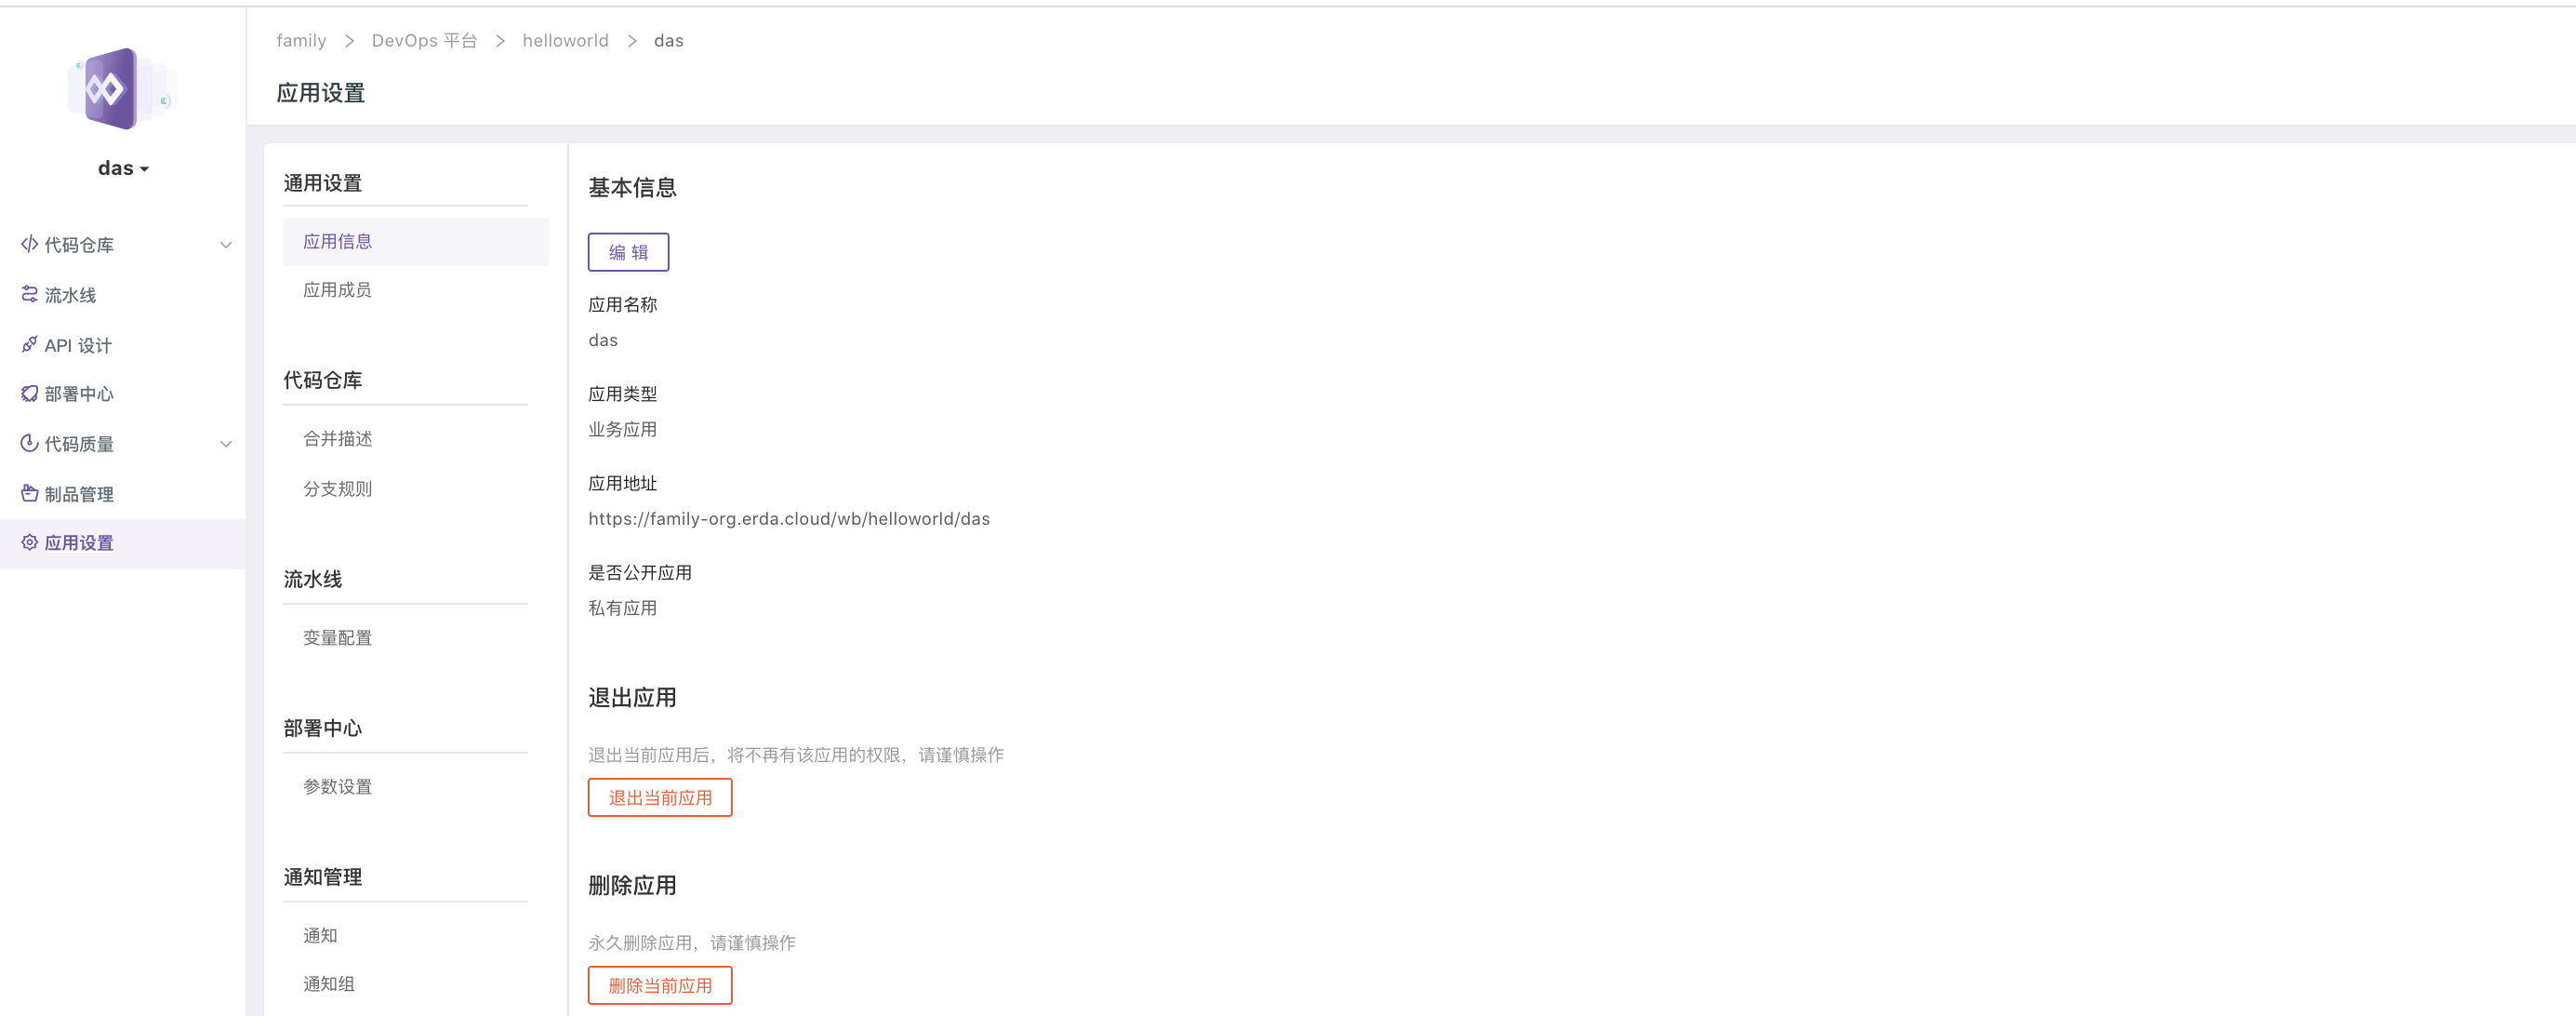 family > DevOps 平台 > helloworld > das
应用设置
das
代码仓库
流水线
API 设计
部署中心
代码质量
制品管理
应用设置
通用设置
应用信息
应用成员
代码仓库
合并描述
分支规则
流水线
变量配置
部署中心
参数设置
通知管理
通知
通知组
基本信息
编 辑
应用名称
das
应用类型
业务应用
应用地址
https://family-org.erda.cloud/wb/helloworld/das
是否公开应用
私有应用
退出应用
退出当前应用后，将不再有该应用的权限，请谨慎操作
退出当前应用
删除应用
永久删除应用，请谨慎操作
删除当前应用